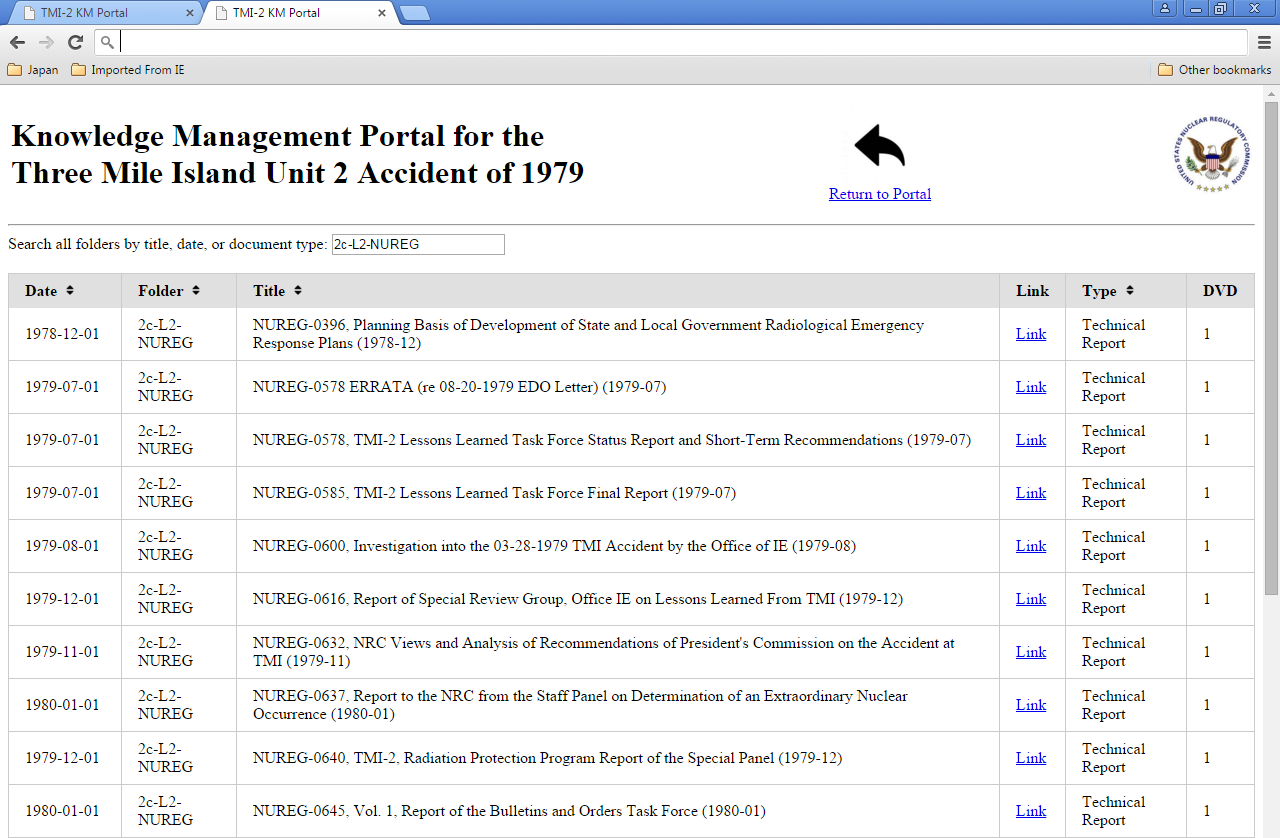 TMI-2 KM Portal
TMI-2 KM Portal
Japan
Imported From IE
Other bookmarks
Knowledge Management Portal for the
Three Mile Island Unit 2 Accident of 1979
Return to Portal
UNITED STATES NUCLEAR REGULATORY COMMISSION
Search all folders by title, date, or document type: 2c-L2-NUREG
Date Folder Title Link Type DVD
1978-12-01
2c-L2-
NUREG
NUREG-0396, Planning Basis of Development of State and Local Government Radiological Emergency
Response Plans (1978-12)
Link
Technical
Report
1
1979-07-01
2c-L2-
NUREG
NUREG-0578 ERRATA (re 08-20-1979 EDO Letter) (1979-07)
Link
Technical
Report
1
1979-07-01
2c-L2-
NUREG
NUREG-0578, TMI-2 Lessons Learned Task Force Status Report and Short-Term Recommendations (1979-07)
Link
Technical
Report
1
1979-07-01
2c-L2-
NUREG
NUREG-0585, TMI-2 Lessons Learned Task Force Final Report (1979-07)
Link
Technical
Report
1
1979-08-01
2c-L2-
NUREG
NUREG-0600, Investigation into the 03-28-1979 TMI Accident by the Office of IE (1979-08)
Link
Technical
Report
1
1979-12-01
2c-L2-
NUREG
NUREG-0616, Report of Special Review Group, Office IE on Lessons Learned From TMI (1979-12)
Link
Technical
Report
1
1979-11-01
2c-L2-
NUREG
NUREG-0632, NRC Views and Analysis of Recommendations of President's Commission on the Accident at
TMI (1979-11)
Link
Technical
Report
1
1980-01-01
2c-L2-
NUREG
NUREG-0637, Report to the NRC from the Staff Panel on Determination of an Extraordinary Nuclear
Occurrence (1980-01)
Link
Technical
Report
1
1979-12-01
2c-L2-
NUREG
NUREG-0640, TMI-2, Radiation Protection Program Report of the Special Panel (1979-12)
Link
Technical
Report
1
1980-01-01
2c-L2-
NUREG
NUREG-0645, Vol. 1, Report of the Bulletins and Orders Task Force (1980-01)
Link
Technical
Report
1